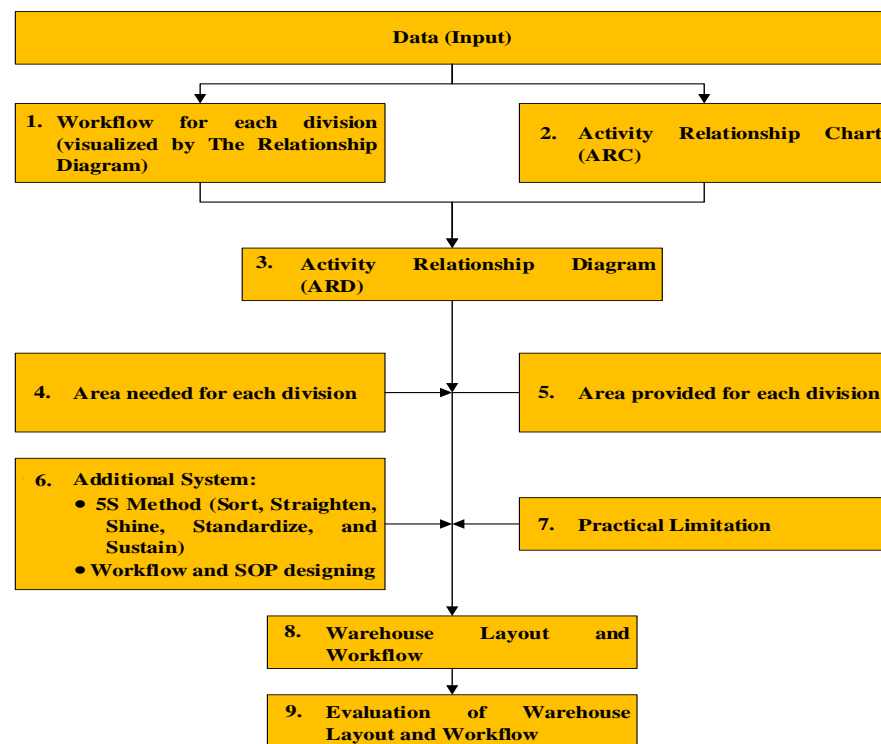 Data (Input)
1. Workflow for each division
(visualized by The Relationship
Diagram)
2. Activity Relationship Chart
(ARC)
3. Activity Relationship Diagram
(ARD)
4. Area needed for each division
5. Area provided for each division
6. Additional System:
• 5S Method (Sort, Straighten,
Shine, Standardize, and
Sustain)
• Workflow and SOP designing
7. Practical Limitation
8. Warehouse Layout and
Workflow
9. Evaluation of Warehouse
Layout and Workflow